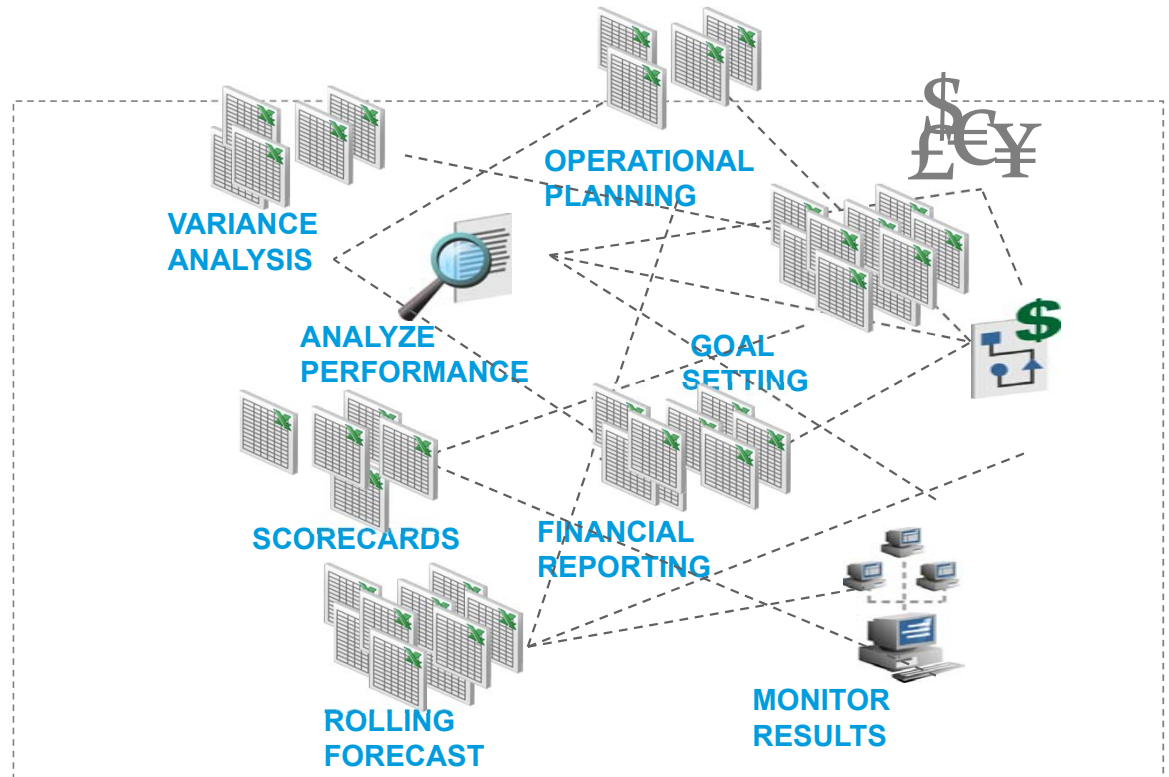 OPERATIONAL
PLANNING
$
£€¥
VARIANCE
ANALYSIS
ANALYZE
PERFORMANCE
GOAL
SETTING
$
SCORECARDS
FINANCIAL
REPORTING
ROLLING
FORECAST
MONITOR
RESULTS